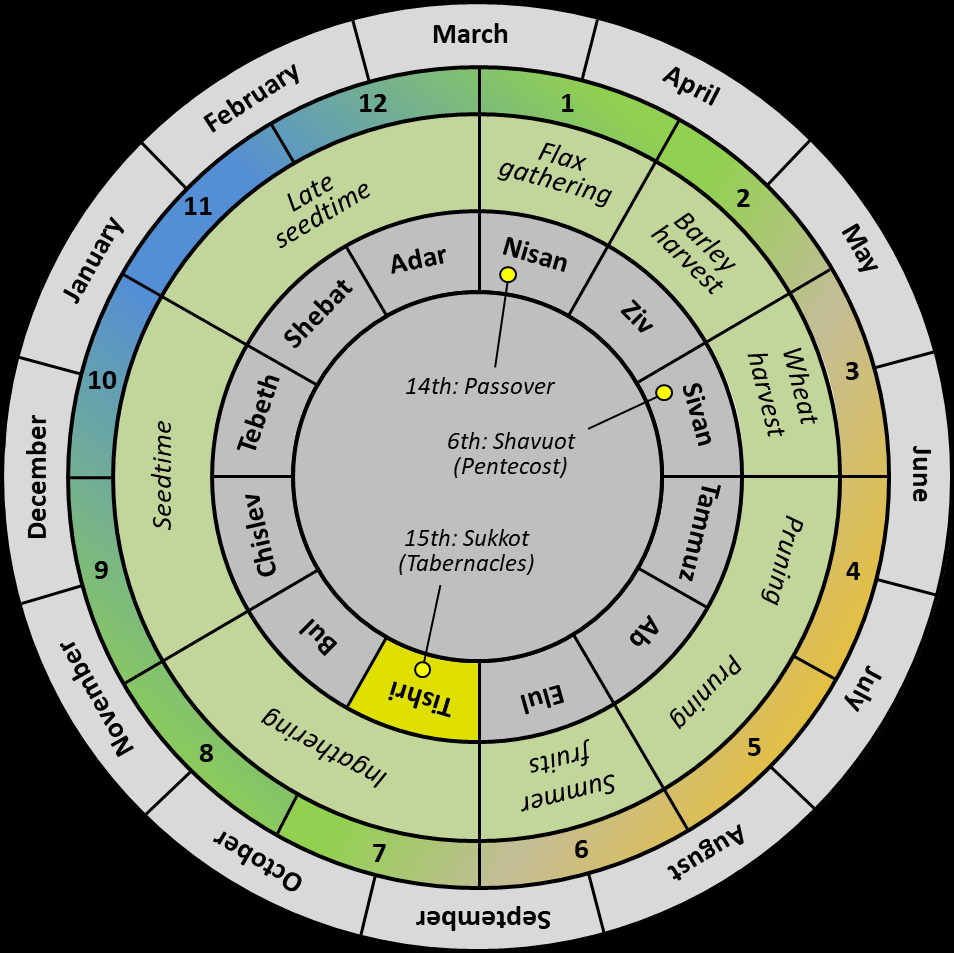 March
April
May
June
July
August
September
October
November
December
January
February
1
2
3
4
5
6
7
8
9
10
11
12
Flax
gathering
Barley
harvest
Wheat
harvest
Pruning
Pruning
Summer
fruits
Ingathering
Seedtime
Late
seedtime
Nisan
Ziv
Sivan
Tammuz
Ab
Elul
Tishri
Bul
Chislev
Tebeth
Shebat
Adar
14th: Passover
6th: Shavuot
(Pentecost)
15th: Sukkot
(Tabernacles)